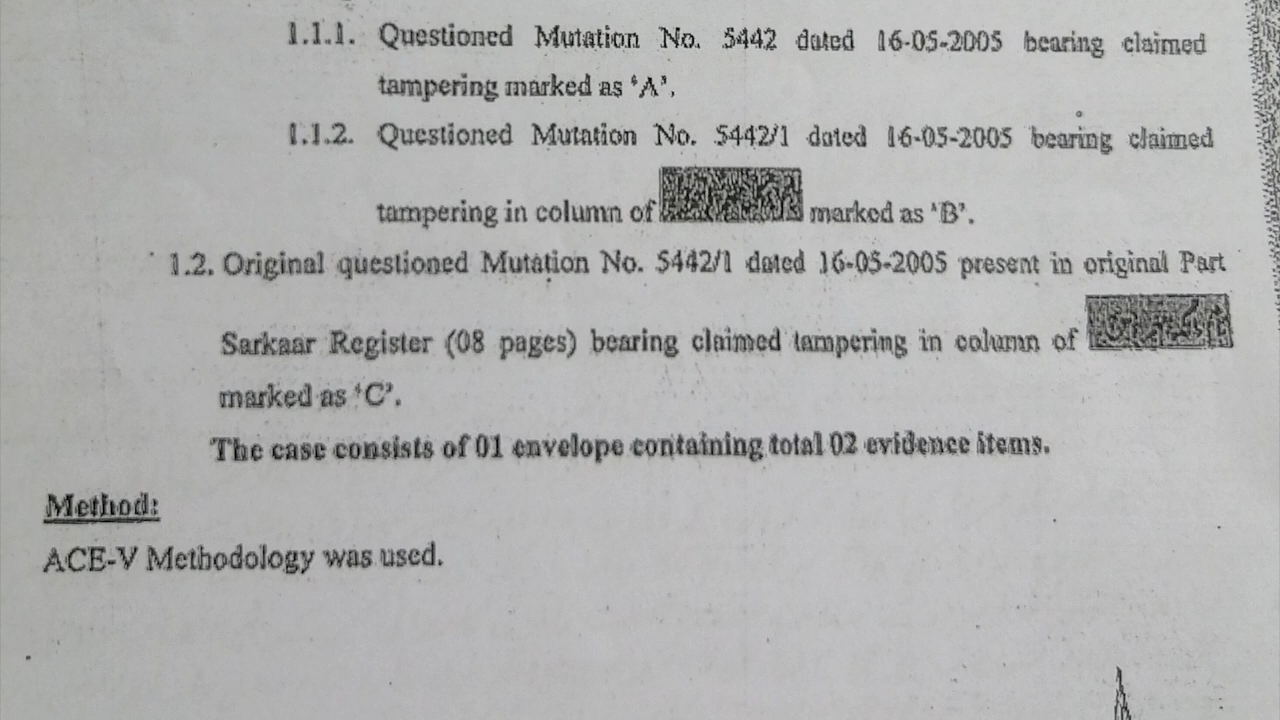 1.1.1. Questioned Mutation No. 5442 dated 16-05-2005 bearing claimed
tampering marked as ‘A’,
1.1.2. Questioned Mutation No. 5442/1 dated 16-05-2005 bearing claimed
tampering in column of marked as ‘B’.
1.2. Original questioned Mutation No. 5442/1 dated 16-05-2005 present in original Part
Sarkaar Register (08 pages) bearing claimed tampering in column of
marked as ‘C’.
The case consists of 01 envelope containing total 02 evidence items.
Method:
ACE-V Methodology was used.